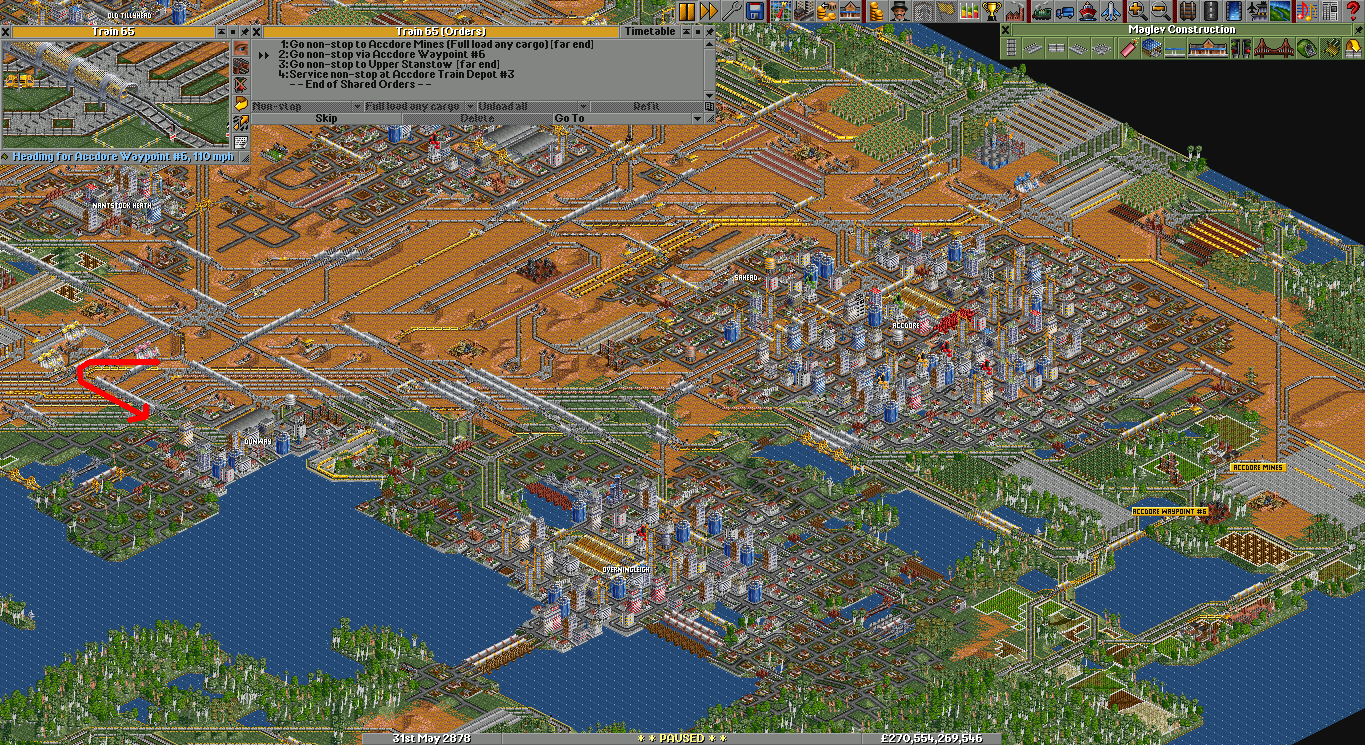 OLD TILLYHEAD
Train 65
Train 65 (Orders)
Timetable
1: Go non-stop to Accdore Mines (Full load any cargo) [far end]
2: Go non-stop via Accdore Waypoint #6
3: Go non-stop to Upper Stanstow [far end]
4: Service non-stop at Accdore Train Depot #3
- - End of Shared Orders - -
Non-stop
Full load any cargo
Unload all
Refit
Skip
Delete
Go To
Heading for Accdore Waypoint #6, 110 mph
Maglev Construction
NANTSTOCK HEATH
SAHEAD
ACCDORE
DUNWAY
ACCDORE MINES
ACCDORE WAYPOINT #6
OVERNINGLEIGH
31st May 2878
* * PAUSED * *
£270,554,269,546